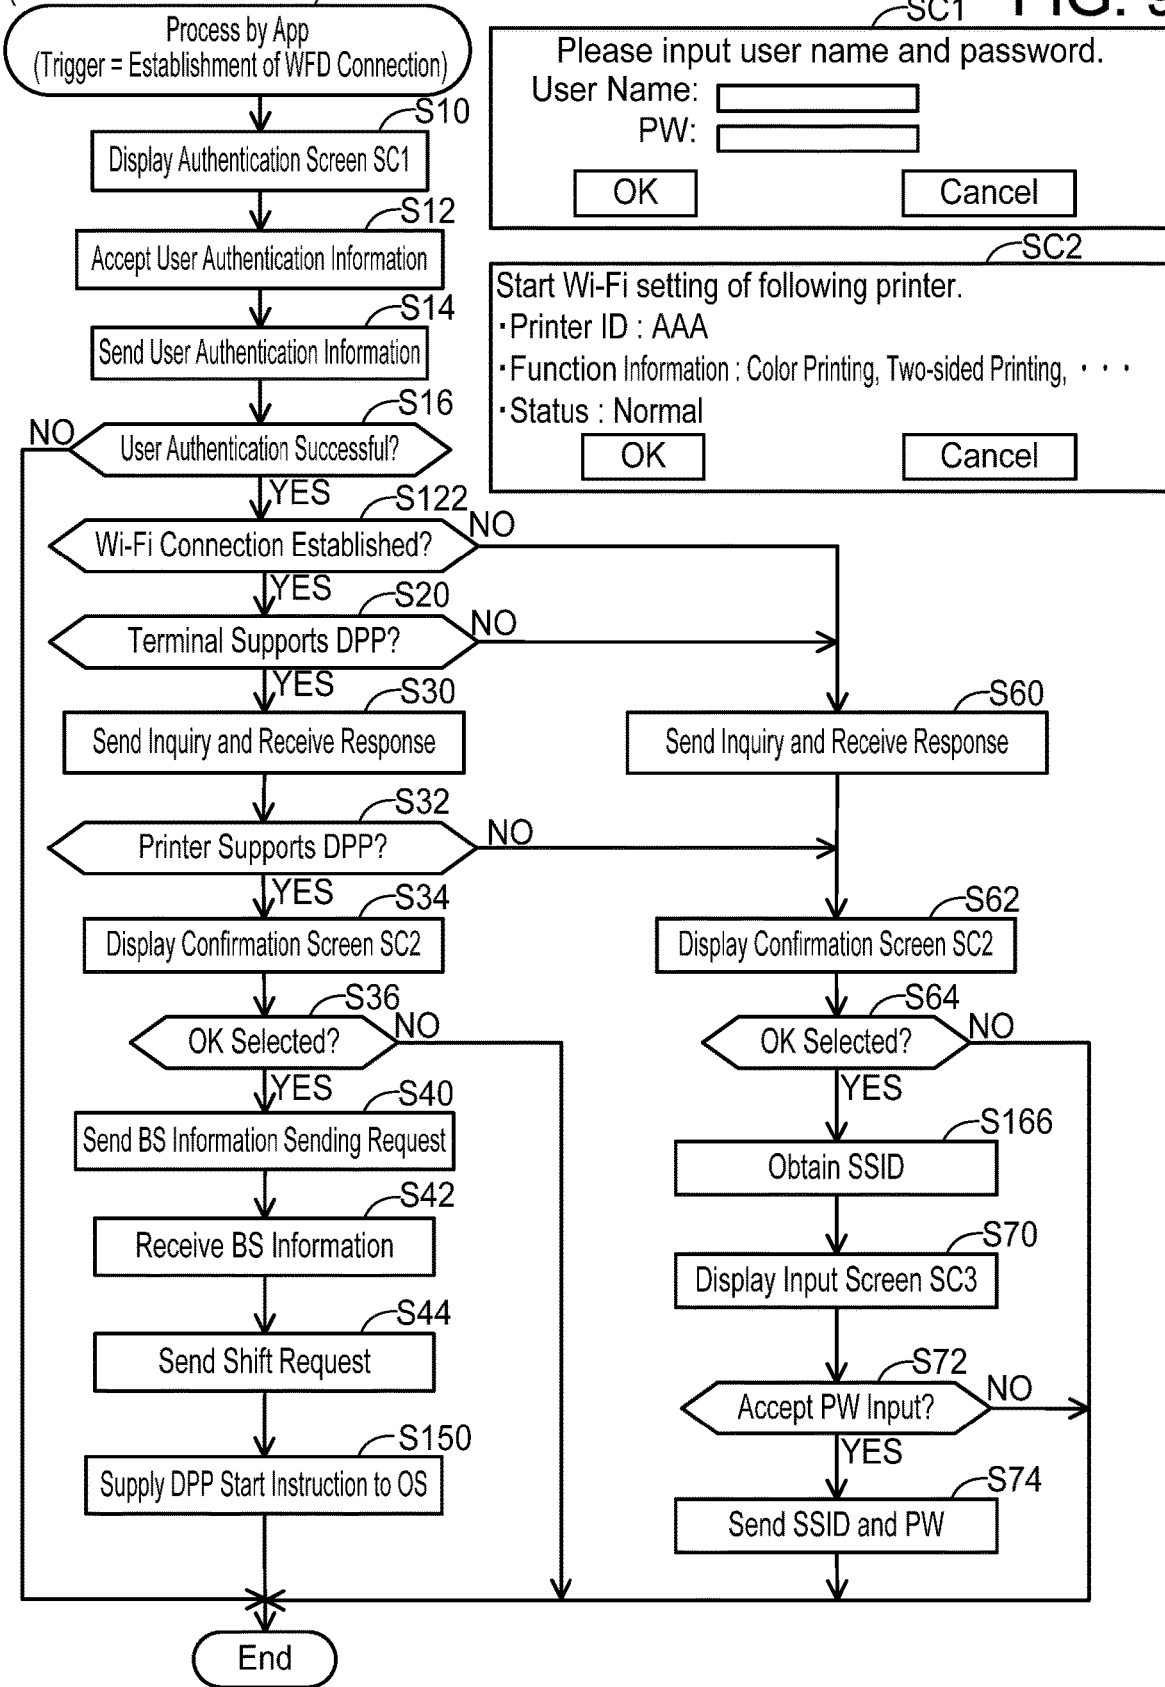 Process by App
(Trigger = Establishment of WFD Connection)
S10
Display Authentication Screen SC1
S12
Accept User Authentication Information
S14
Send User Authentication Information
S16
User Authentication Successful?
NO
YES
S122
Wi-Fi Connection Established?
NO
YES
S20
Terminal Supports DPP?
NO
YES
S30
Send Inquiry and Receive Response
S32
Printer Supports DPP?
NO
YES
S34
Display Confirmation Screen SC2
S36
OK Selected?
NO
YES
S40
Send BS Information Sending Request
S42
Receive BS Information
S44
Send Shift Request
S150
Supply DPP Start Instruction to OS
End
S60
Send Inquiry and Receive Response
S62
Display Confirmation Screen SC2
S64
OK Selected?
NO
YES
S166
Obtain SSID
S70
Display Input Screen SC3
S72
Accept PW Input?
NO
YES
S74
Send SSID and PW
SC1
FIG.
Please input user name and password.
User Name:
PW:
OK
Cancel
SC2
Start Wi-Fi setting of following printer.
・Printer ID : AAA
・Function Information : Color Printing, Two-sided Printing, ・・・
・Status : Normal
OK
Cancel